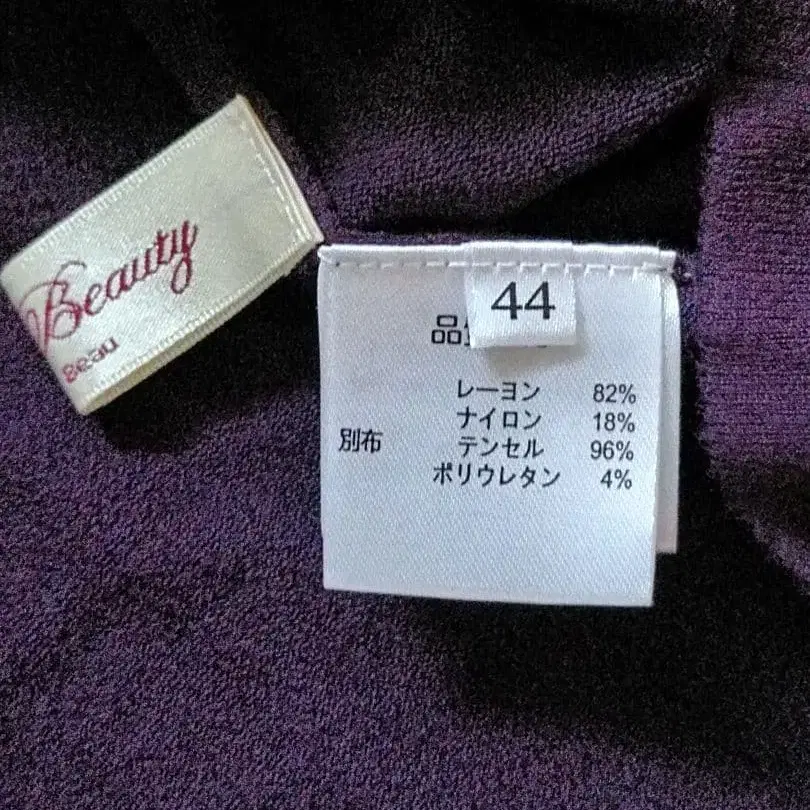 Beauty
Beau
44
品
レーヨン 82%
ナイロン 18%
別布 テンセル 96%
ポリウレタン 4%